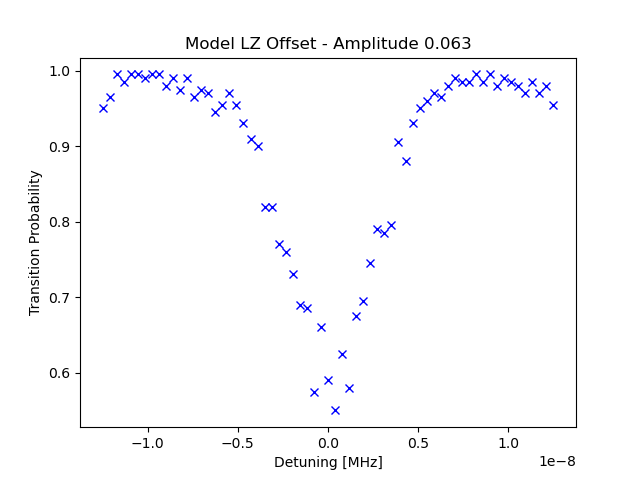 Model LZ Offset - Amplitude 0.063
1.0
0.9
0.8
0.7
0.6
Transition Probability
−1.0 −0.5 0.0 0.5 1.0
1e−8
Detuning [MHz]